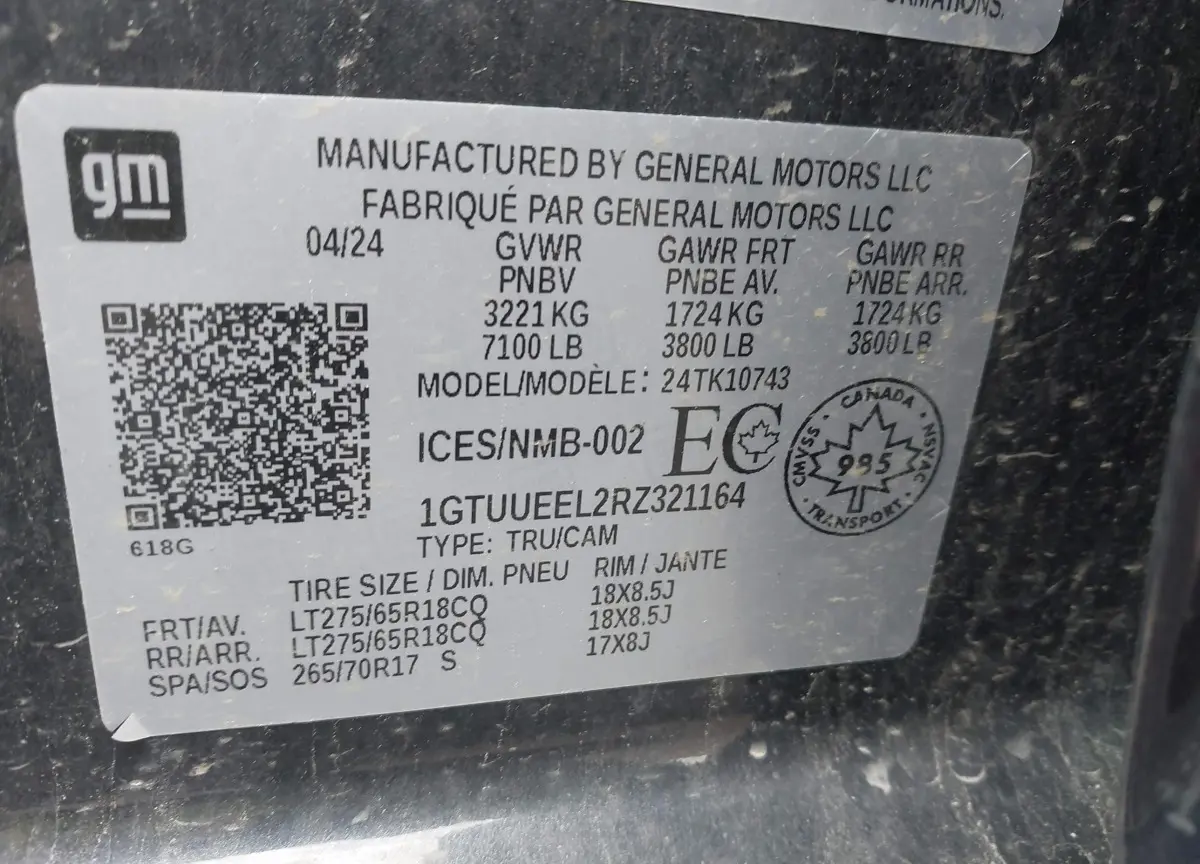 RMATIONS.
gm
MANUFACTURED BY GENERAL MOTORS LLC
FABRIQUÉ PAR GENERAL MOTORS LLC
04/24 GVWR GAWR FRT GAWR RR
PNBV PNBE AV. PNBE ARR.
3221 KG 1724 KG 1724 KG
7100 LB 3800 LB 3800 LB
MODEL/MODÈLE: 24TK10743
ICES/NMB-002 EC
CANADA
CMVSS 985 NSVAC
TRANSPORT
1GTUUEEL2RZ321164
618G TYPE: TRU/CAM
TIRE SIZE / DIM. PNEU RIM / JANTE
FRT/AV. LT275/65R18CQ 18X8.5J
RR/ARR. LT275/65R18CQ 18X8.5J
SPA/SOS 265/70R17 S 17X8J